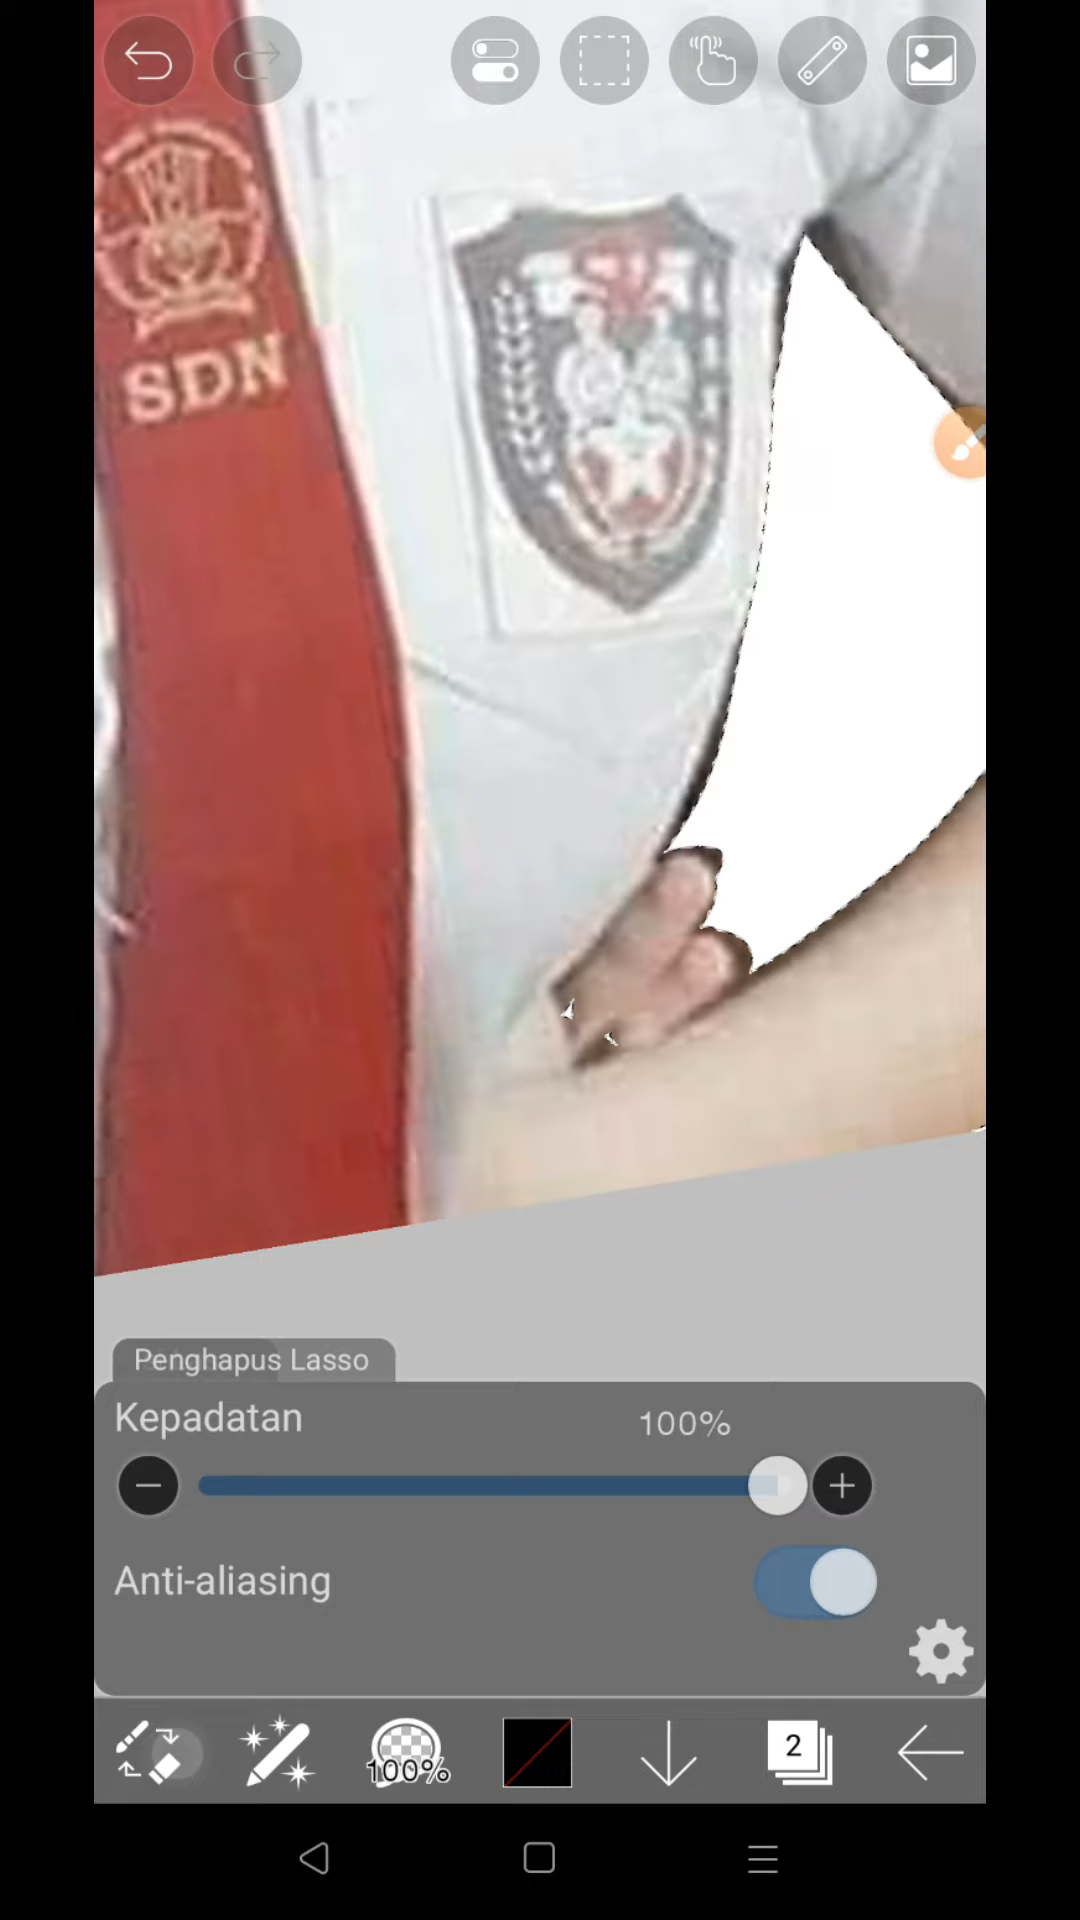 SDN
Penghapus Lasso
Kepadatan
100%
Anti-aliasing
100%
2